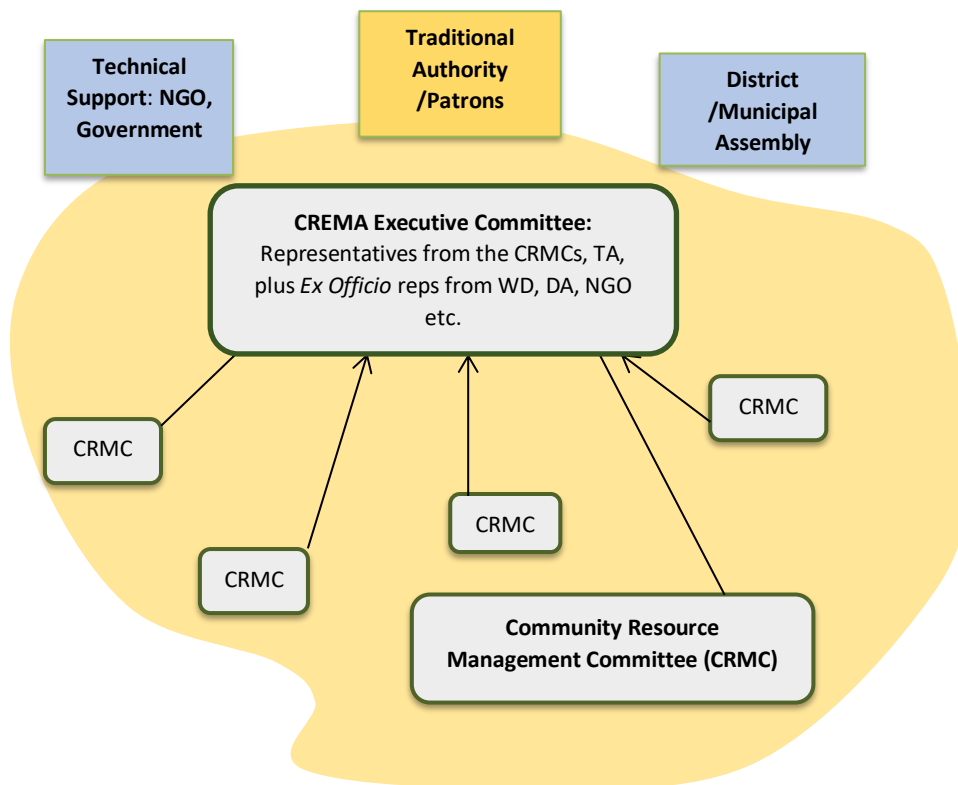 Technical
Support: NGO,
Government
Traditional
Authority
/Patrons
District
/Municipal
Assembly
CREMA Executive Committee:
Representatives from the CRMCs, TA,
plus Ex Officio reps from WD, DA, NGO
etc.
CRMC
CRMC
CRMC
CRMC
Community Resource
Management Committee (CRMC)